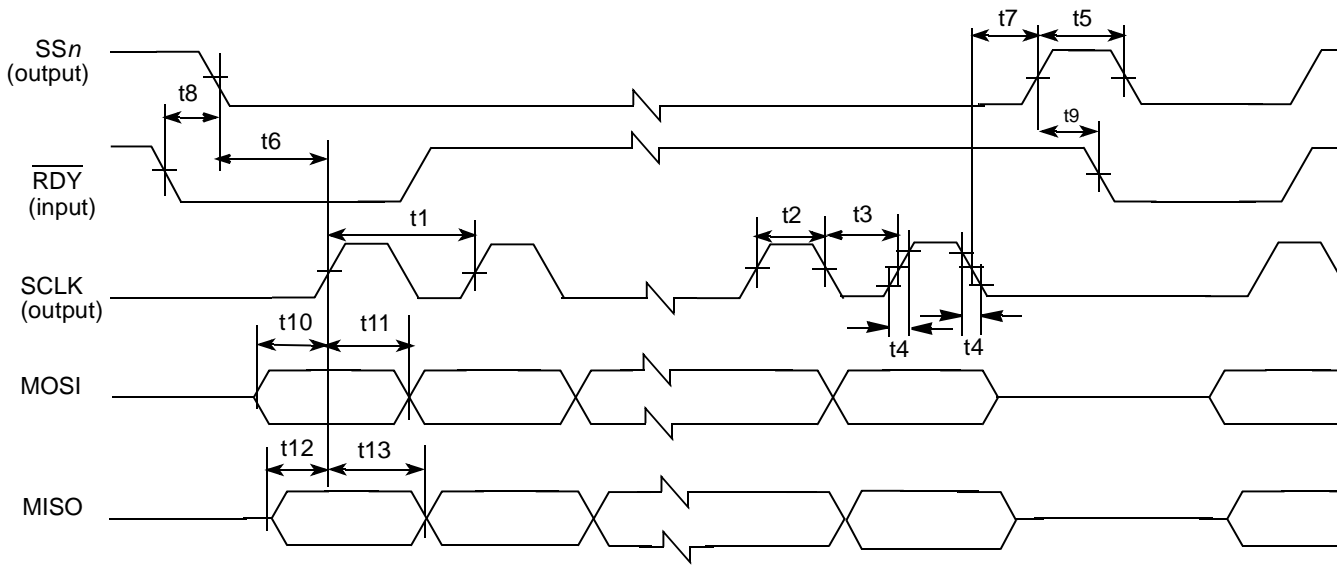 t7 t5
SSn
(output)
t8
t9
t6
RDY
(input)
t1 t2 t3
SCLK
(output)
t10 t11 t4 t4
MOSI
t12 t13
MISO